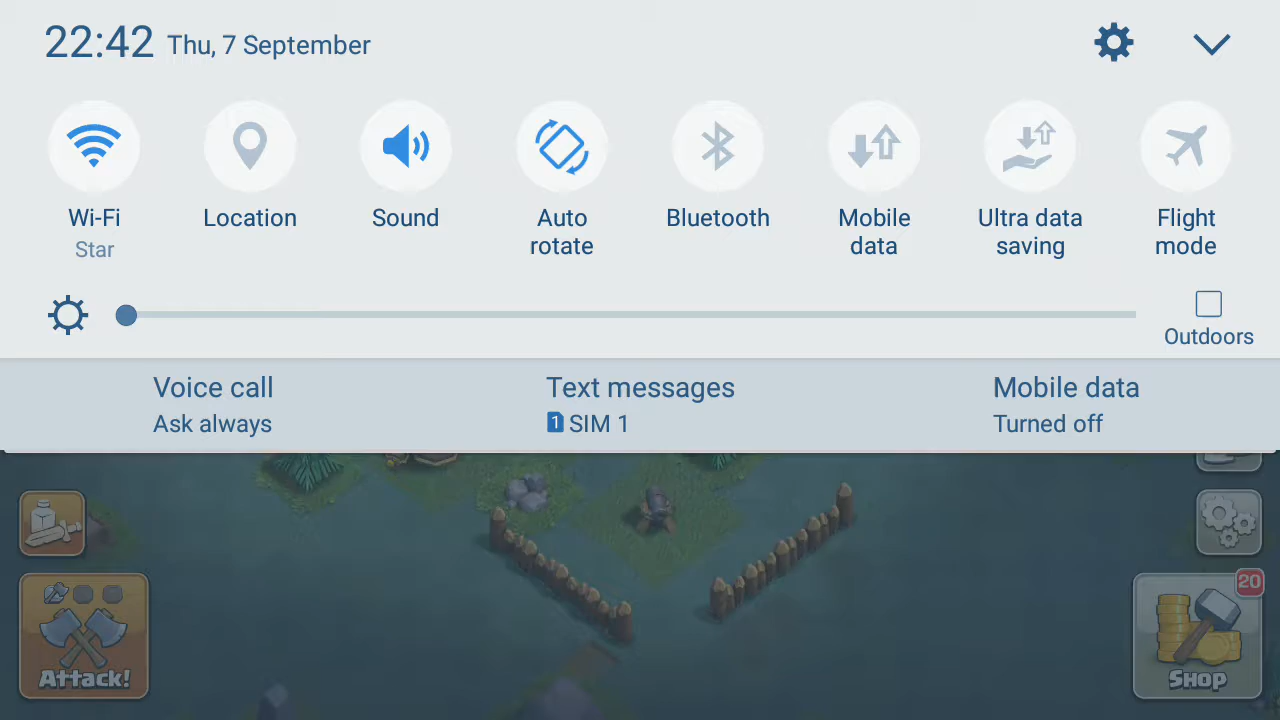 22:42 Thu, 7 September
Wi-Fi
Star
Location
Sound
Auto
rotate
Bluetooth
Mobile
data
Ultra data
saving
Flight
mode
Outdoors
Voice call
Ask always
Text messages
1 SIM 1
Mobile data
Turned off
Attack!
20
Shop